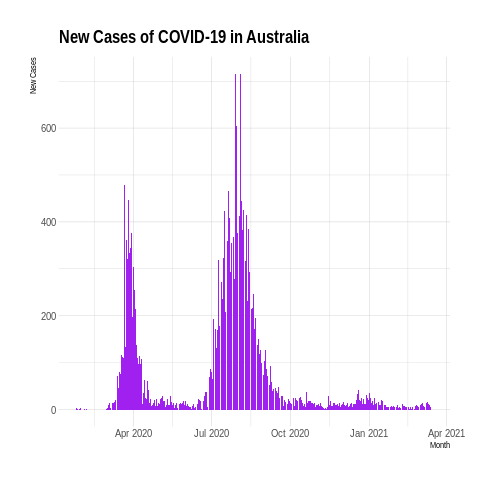 New Cases of COVID-19 in Australia
New Cases
600
400
200
0
Apr 2020 Jul 2020 Oct 2020 Jan 2021 Apr 2021
Month